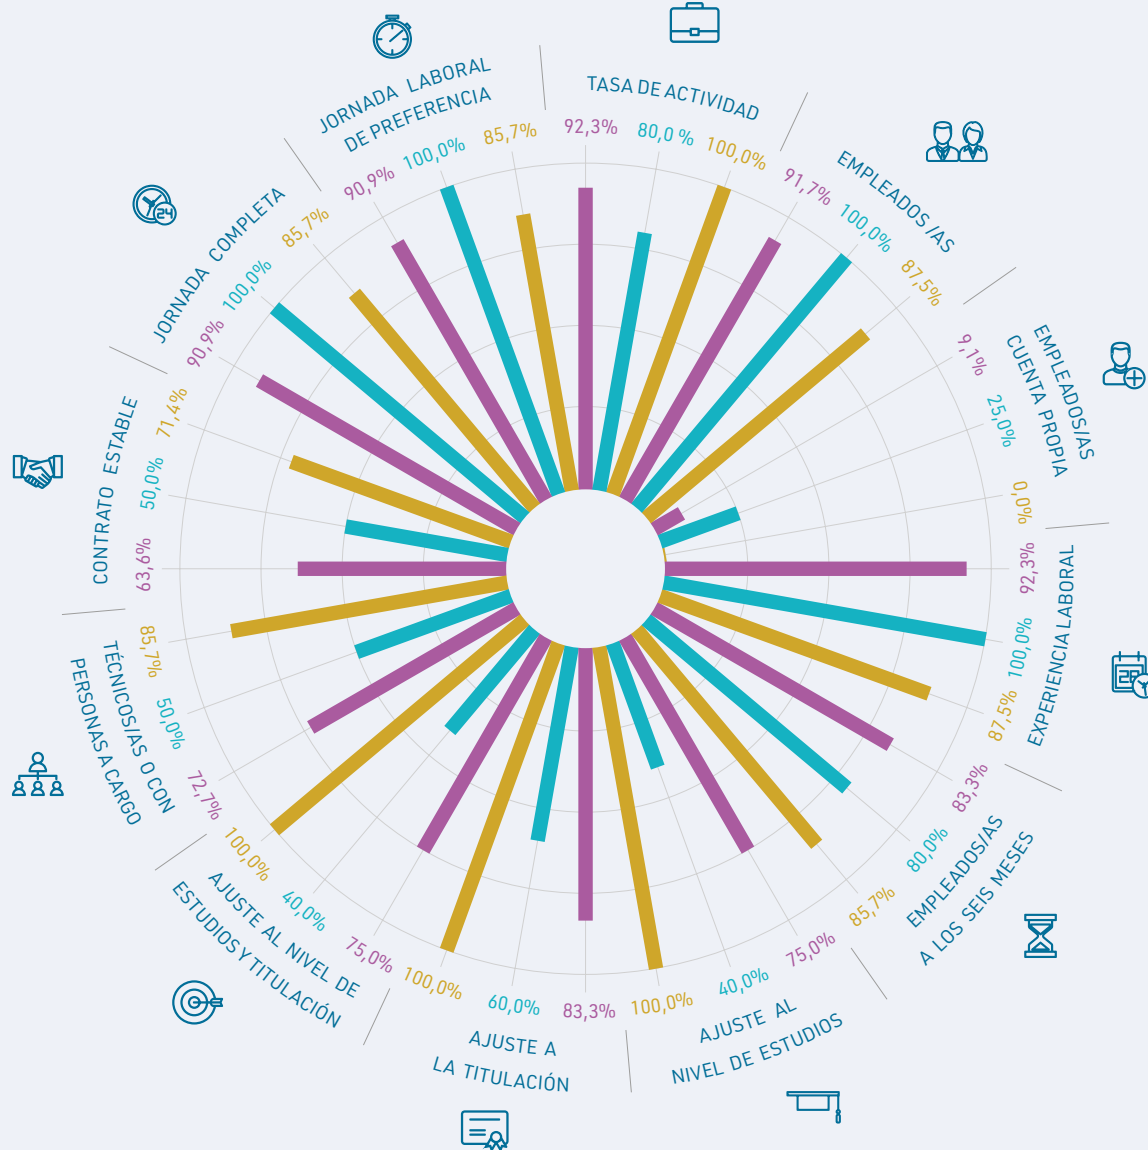 TASA DE ACTIVIDAD
92,3%
80,0 %
100,0%
EMPLEADOS /AS
91,7%
100,0%
87,5%
EMPLEADOS/AS
CUENTA PROPIA
9,1%
25,0%
0,0%
EXPERIENCIA LABORAL
92,3%
100,0%
87,5%
EMPLEADOS/AS
A LOS SEIS MESES
83,3%
80,0%
85,7%
AJUSTE AL
NIVEL DE ESTUDIOS
75,0%
40,0%
100,0%
AJUSTE A
LA TITULACIÓN
83,3%
60,0%
100,0%
AJUSTE AL NIVEL DE
ESTUDIOS Y TITULACIÓN
75,0%
40,0%
100,0%
TÉCNICOS/AS O CON
PERSONAS A CARGO
72,7%
50,0%
85,7%
CONTRATO ESTABLE
63,6%
50,0%
71,4%
JORNADA COMPLETA
90,9%
100,0%
85,7%
JORNADA LABORAL
DE PREFERENCIA
90,9%
100,0%
85,7%
24